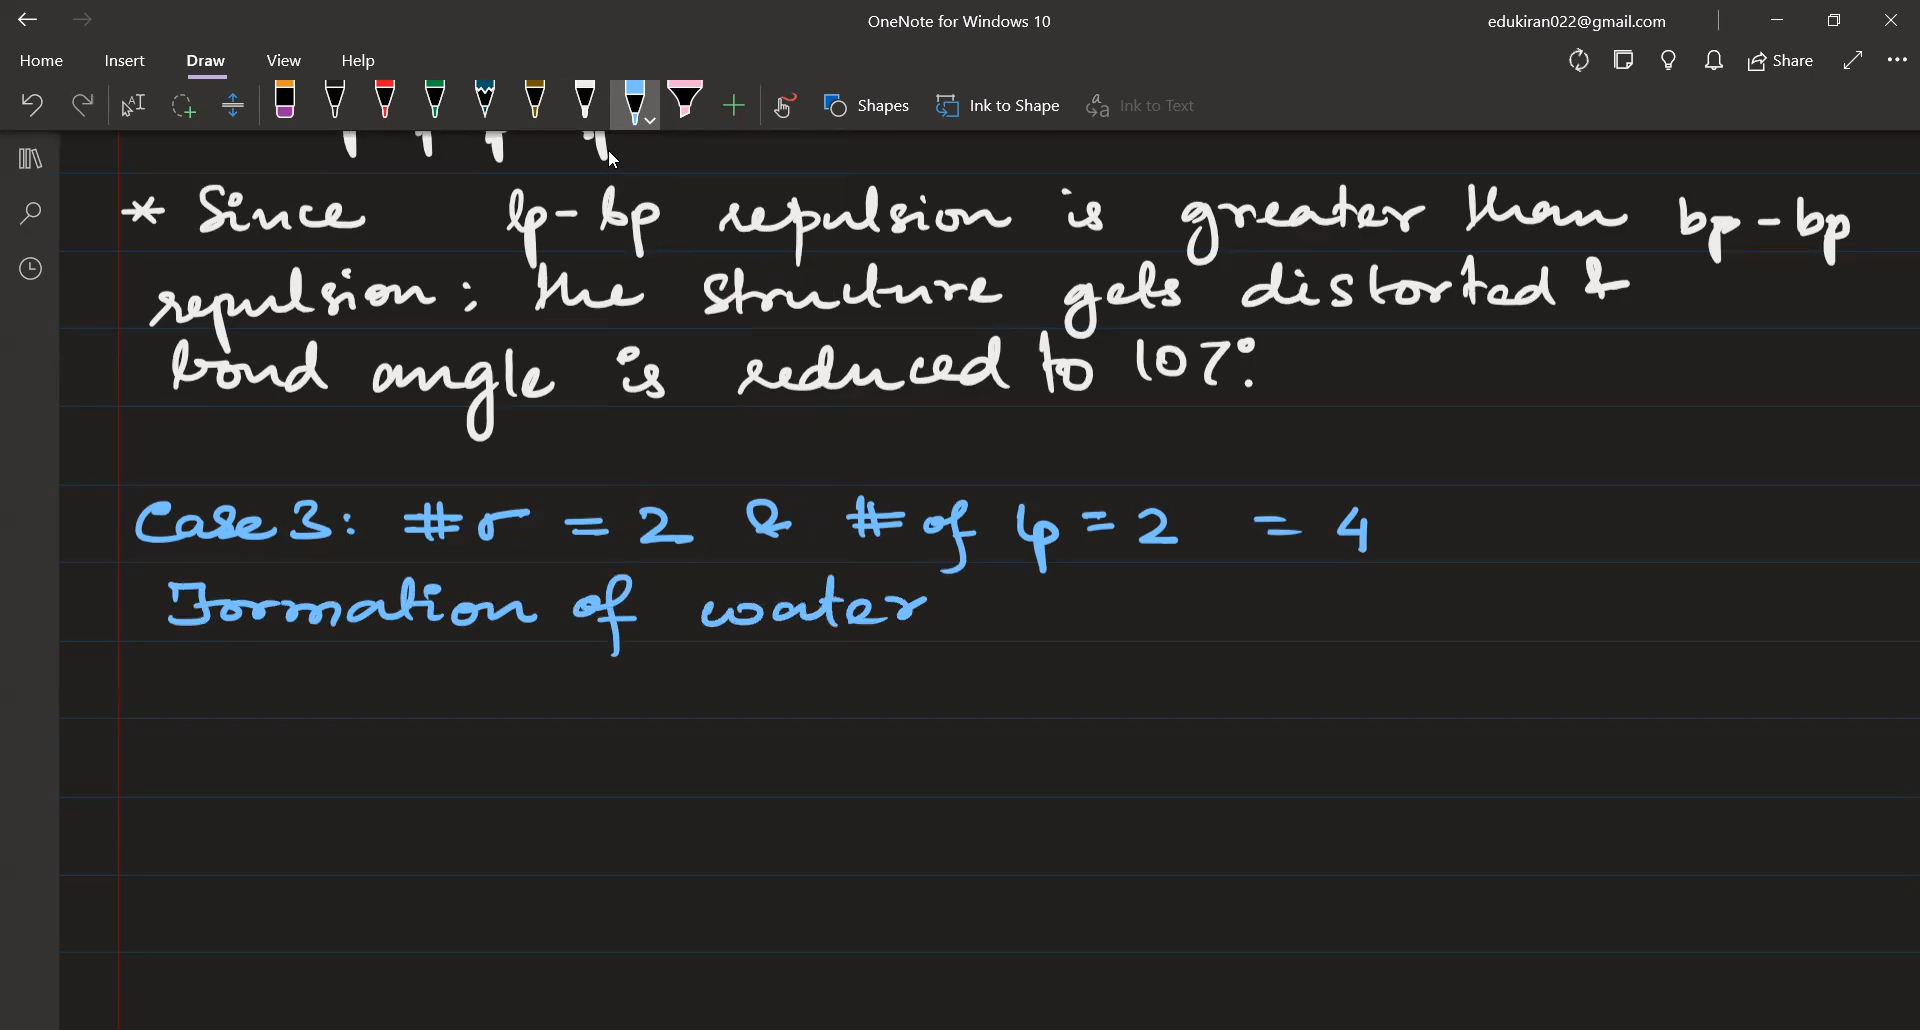 OneNote for Windows 10
edukiran022@gmail.com
Home Insert Draw View Help Share
Shapes Ink to Shape Ink to Text
* Since lp-bp repulsion is greater than bp-bp
repulsion; the structure gets distorted &
bond angle is reduced to 107°.
Case 3: #σ = 2 & # of lp = 2 = 4
Formation of water